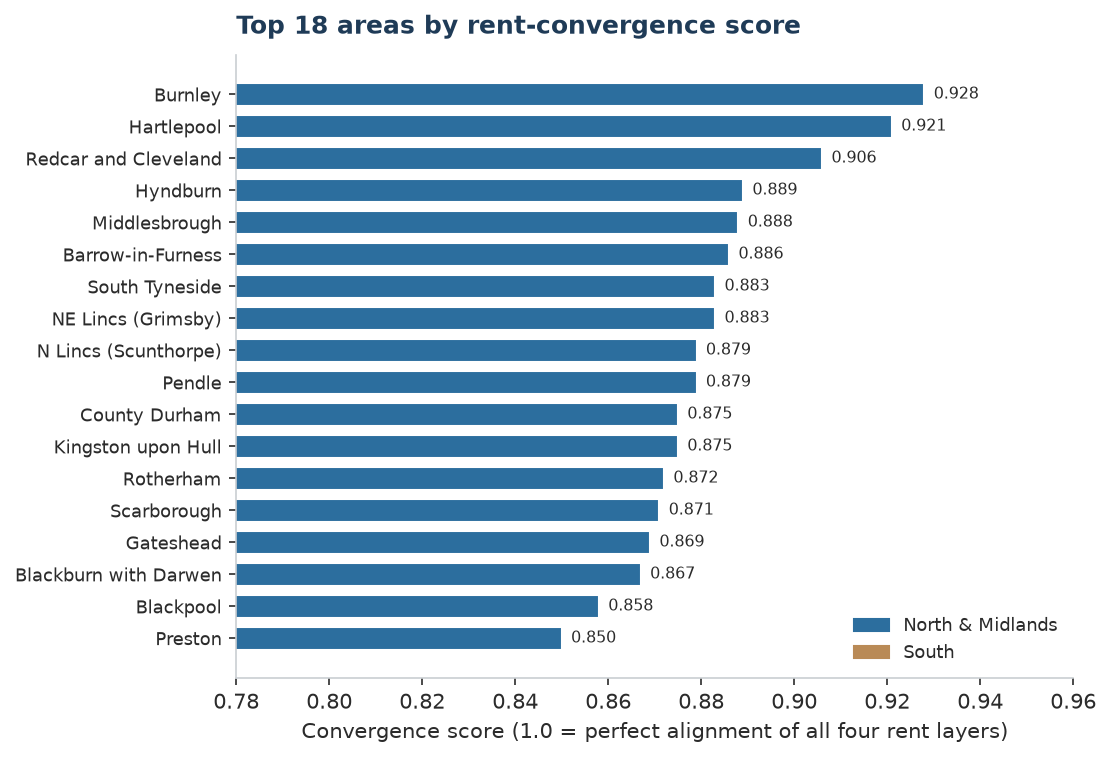 Top 18 areas by rent-convergence score
Burnley 0.928
Hartlepool 0.921
Redcar and Cleveland 0.906
Hyndburn 0.889
Middlesbrough 0.888
Barrow-in-Furness 0.886
South Tyneside 0.883
NE Lincs (Grimsby) 0.883
N Lincs (Scunthorpe) 0.879
Pendle 0.879
County Durham 0.875
Kingston upon Hull 0.875
Rotherham 0.872
Scarborough 0.871
Gateshead 0.869
Blackburn with Darwen 0.867
Blackpool 0.858
Preston 0.850
North & Midlands
South
0.78 0.80 0.82 0.84 0.86 0.88 0.90 0.92 0.94 0.96
Convergence score (1.0 = perfect alignment of all four rent layers)